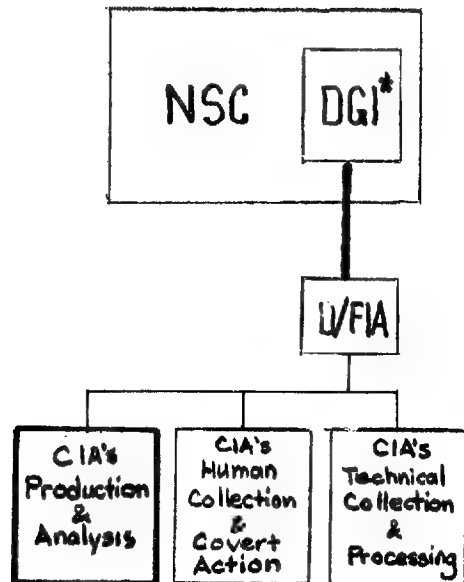 NSC
DGI*
D/FIA
CIA's
Production
&
Analysis
CIA's
Human
Collection
&
Covert
Action
CIA's
Technical
Collection
&
Processing